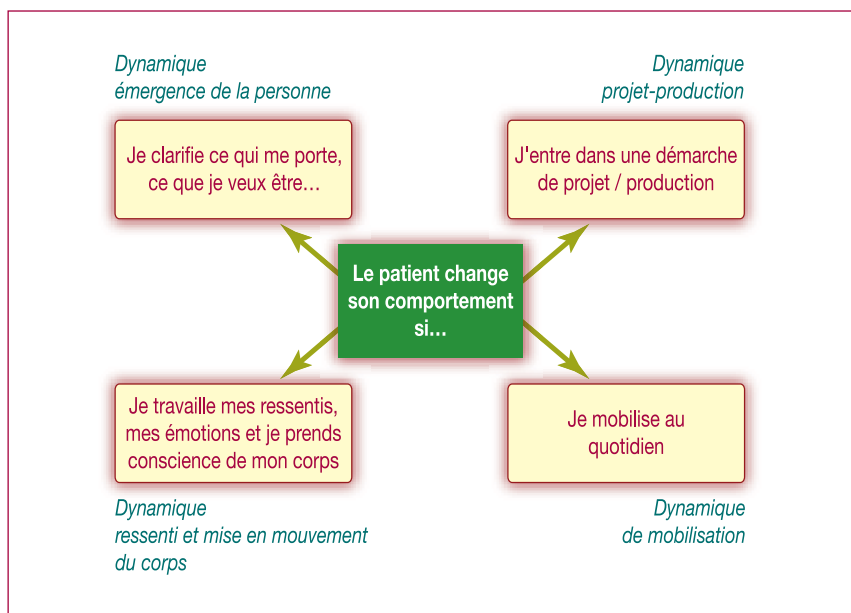 Dynamique
émergence de la personne
Je clarifie ce qui me porte,
ce que je veux être…
Dynamique
projet-production
J'entre dans une démarche
de projet / production
Le patient change
son comportement
si…
Je travaille mes ressentis,
mes émotions et je prends
conscience de mon corps
Dynamique
ressenti et mise en mouvement
du corps
Je mobilise au
quotidien
Dynamique
de mobilisation